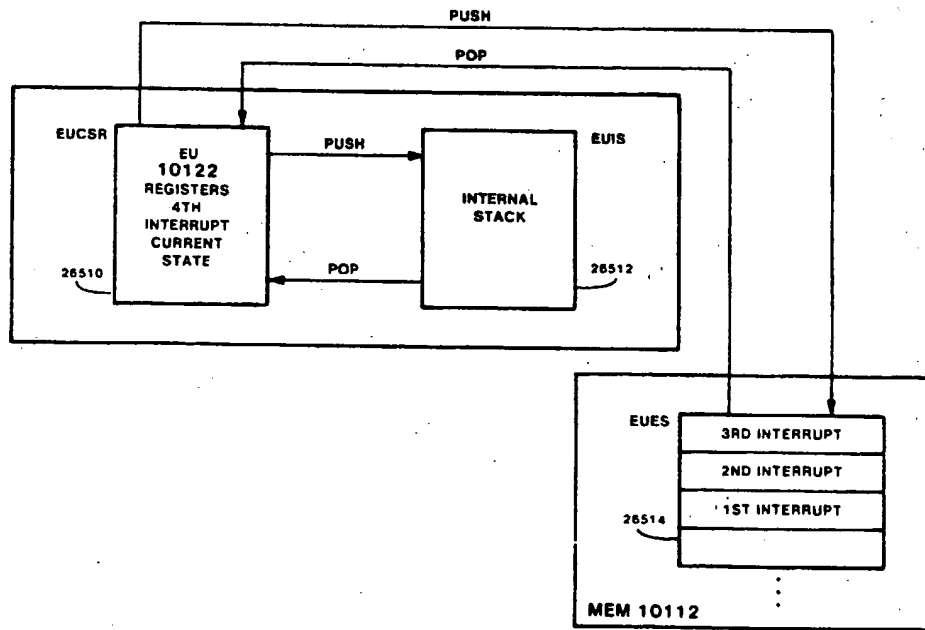 PUSH
POP
EUCSR
EU
10122
REGISTERS
4TH
INTERRUPT
CURRENT
STATE
26510
PUSH
POP
EUIS
INTERNAL
STACK
26512
EUES
3RD INTERRUPT
2ND INTERRUPT
1ST INTERRUPT
26514
MEM 10112